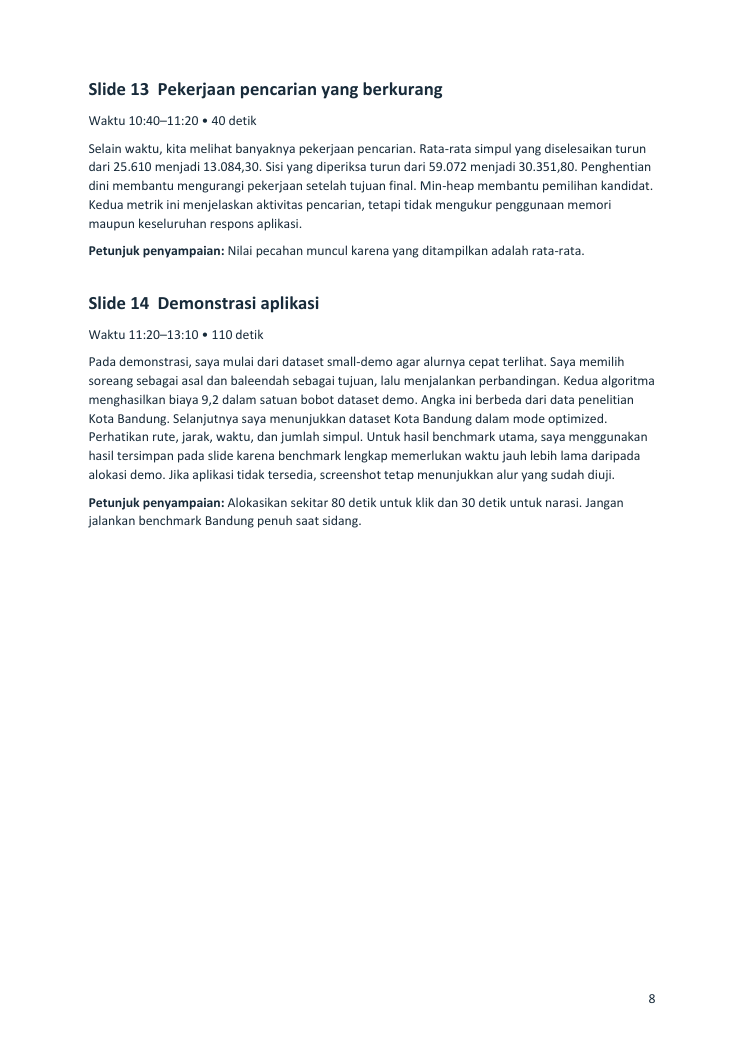 Slide 13  Pekerjaan pencarian yang berkurang
Waktu 10:40–11:20 • 40 detik
Selain waktu, kita melihat banyaknya pekerjaan pencarian. Rata-rata simpul yang diselesaikan turun
dari 25.610 menjadi 13.084,30. Sisi yang diperiksa turun dari 59.072 menjadi 30.351,80. Penghentian
dini membantu mengurangi pekerjaan setelah tujuan final. Min-heap membantu pemilihan kandidat.
Kedua metrik ini menjelaskan aktivitas pencarian, tetapi tidak mengukur penggunaan memori
maupun keseluruhan respons aplikasi.
Petunjuk penyampaian: Nilai pecahan muncul karena yang ditampilkan adalah rata-rata.
Slide 14  Demonstrasi aplikasi
Waktu 11:20–13:10 • 110 detik
Pada demonstrasi, saya mulai dari dataset small-demo agar alurnya cepat terlihat. Saya memilih
soreang sebagai asal dan baleendah sebagai tujuan, lalu menjalankan perbandingan. Kedua algoritma
menghasilkan biaya 9,2 dalam satuan bobot dataset demo. Angka ini berbeda dari data penelitian
Kota Bandung. Selanjutnya saya menunjukkan dataset Kota Bandung dalam mode optimized.
Perhatikan rute, jarak, waktu, dan jumlah simpul. Untuk hasil benchmark utama, saya menggunakan
hasil tersimpan pada slide karena benchmark lengkap memerlukan waktu jauh lebih lama daripada
alokasi demo. Jika aplikasi tidak tersedia, screenshot tetap menunjukkan alur yang sudah diuji.
Petunjuk penyampaian: Alokasikan sekitar 80 detik untuk klik dan 30 detik untuk narasi. Jangan
jalankan benchmark Bandung penuh saat sidang.
8